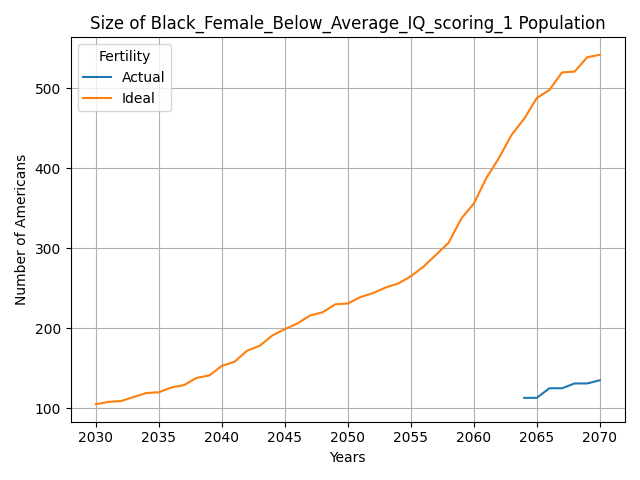 Size of Black_Female_Below_Average_IQ_scoring_1 Population
Fertility
Actual
Ideal
Number of Americans
500
400
300
200
100
2030 2035 2040 2045 2050 2055 2060 2065 2070
Years